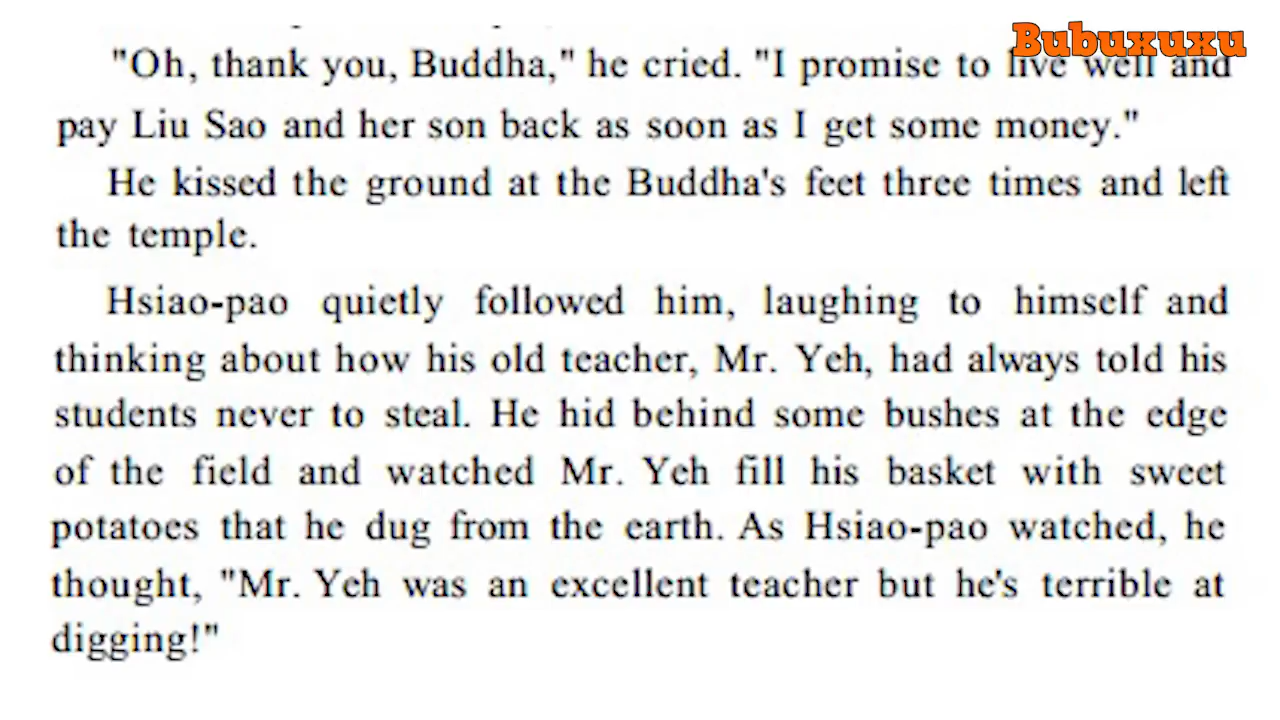 Bubuxuxu
"Oh, thank you, Buddha," he cried. "I promise to live well and
pay Liu Sao and her son back as soon as I get some money."
He kissed the ground at the Buddha's feet three times and left
the temple.
Hsiao-pao quietly followed him, laughing to himself and
thinking about how his old teacher, Mr. Yeh, had always told his
students never to steal. He hid behind some bushes at the edge
of the field and watched Mr. Yeh fill his basket with sweet
potatoes that he dug from the earth. As Hsiao-pao watched, he
thought, "Mr. Yeh was an excellent teacher but he's terrible at
digging!"